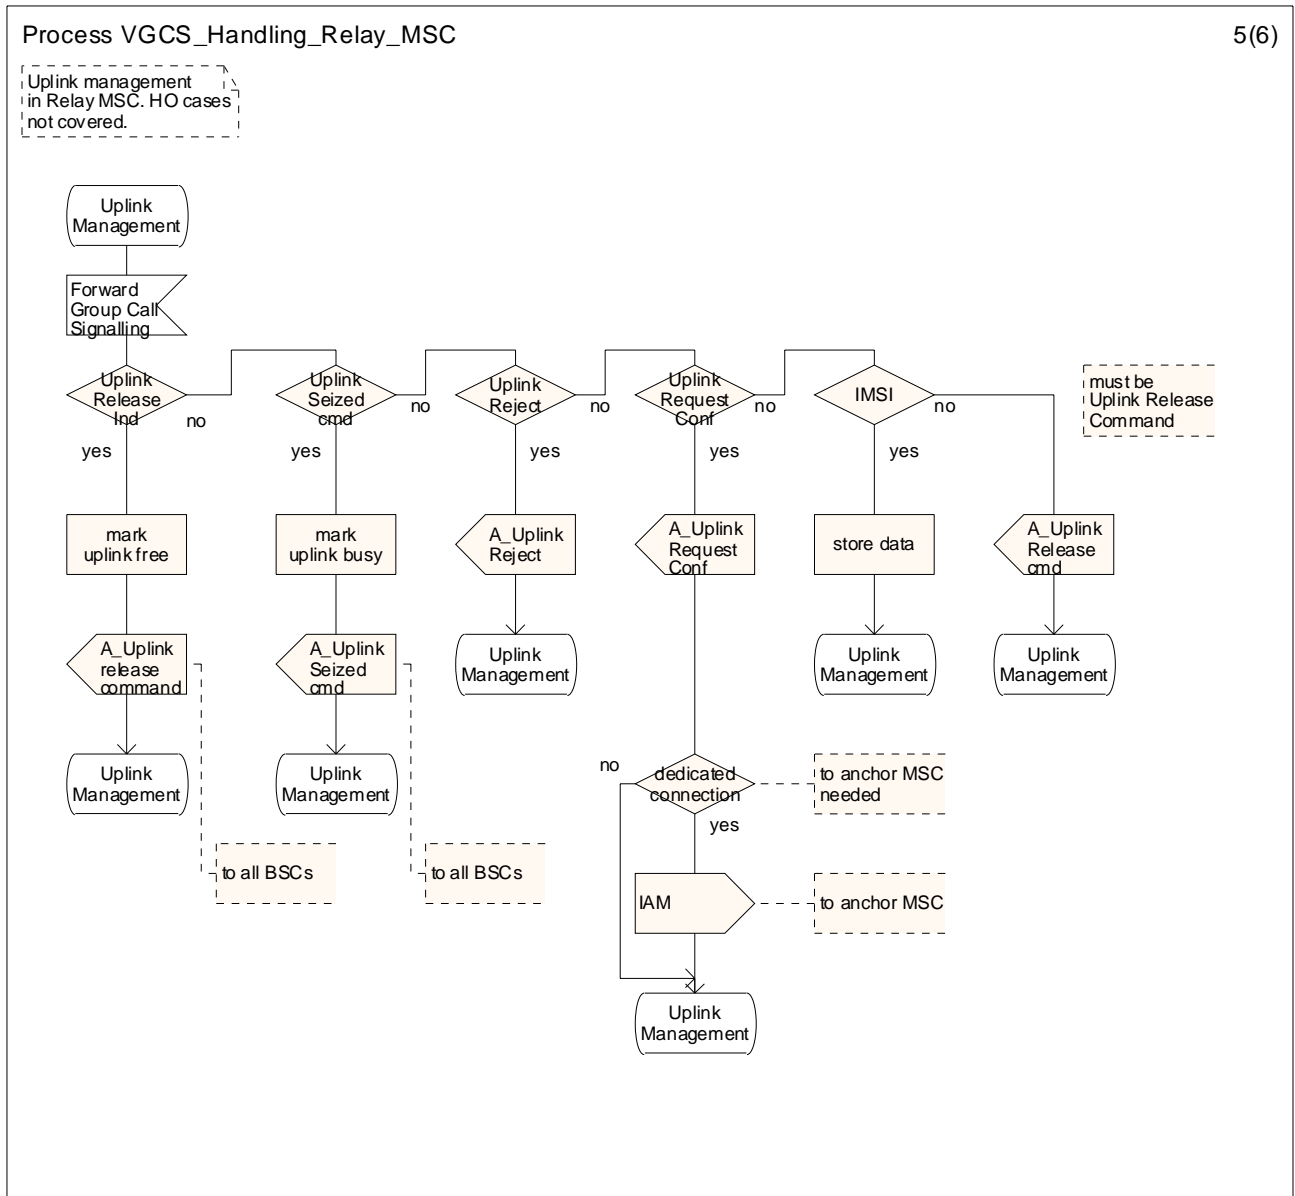 Process VGCS_Handling_Relay_MSC
5(6)
Uplink management
in Relay MSC. HO cases
not covered.
Uplink
Management
Forward
Group Call
Signalling
Uplink
Release
Ind
no
yes
Uplink
Seized
cmd
no
yes
Uplink
Reject
no
yes
Uplink
Request
Conf
no
yes
IMSI
no
yes
must be
Uplink Release
Command
mark
uplink free
mark
uplink busy
A_Uplink
Reject
A_Uplink
Request
Conf
store data
A_Uplink
Release
cmd
A_Uplink
release
command
A_Uplink
Seized
cmd
Uplink
Management
Uplink
Management
Uplink
Management
Uplink
Management
Uplink
Management
no
dedicated
connection
yes
to anchor MSC
needed
to all BSCs
to all BSCs
IAM
to anchor MSC
Uplink
Management